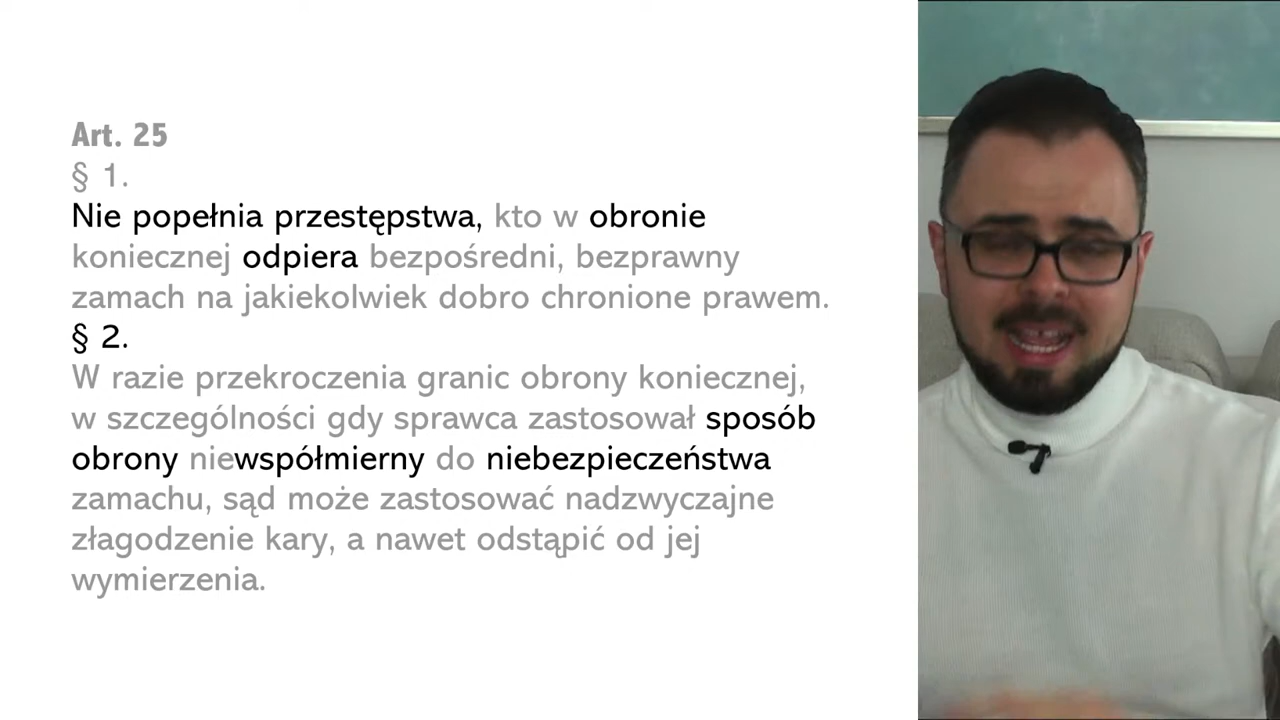 Art. 25
§ 1.
Nie popełnia przestępstwa, kto w obronie
koniecznej odpiera bezpośredni, bezprawny
zamach na jakiekolwiek dobro chronione prawem.
§ 2.
W razie przekroczenia granic obrony koniecznej,
w szczególności gdy sprawca zastosował sposób
obrony niewspółmierny do niebezpieczeństwa
zamachu, sąd może zastosować nadzwyczajne
złagodzenie kary, a nawet odstąpić od jej
wymierzenia.